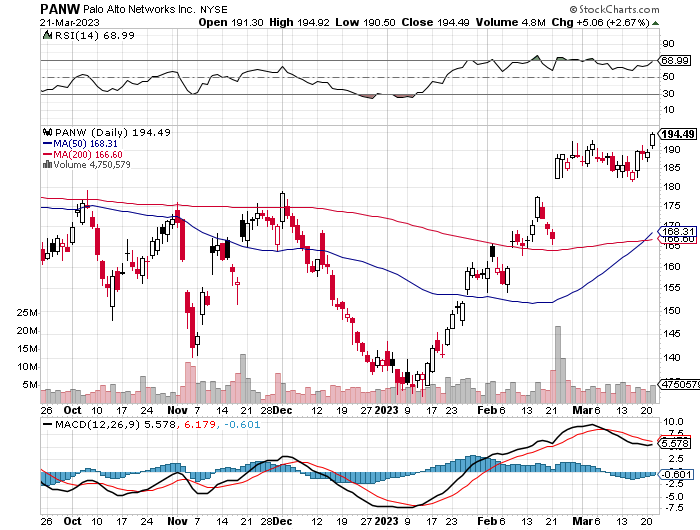 PANW Palo Alto Networks Inc. NYSE © StockCharts.com
21-Mar-2023 Open 191.30 High 194.92 Low 190.50 Close 194.49 Volume 4.8M Chg +5.06 (+2.67%)
RSI(14) 68.99
90
68.99
50
30
10
PANW (Daily) 194.49
MA(50) 168.31
MA(200) 166.60
Volume 4,750,579
194.49
190
185
180
175
170
168.31
165
160
155
150
145
140
135
25M
20M
15M
10M
5M
4750579
26 Oct 10 17 24 Nov 7 14 21 28 Dec 12 19 27 2023 9 17 23 Feb 6 13 21 Mar 6 13 20
MACD(12,26,9) 5.578, 6.179, -0.601
10.0
7.5
5.578
2.5
-0.601
-2.5
-5.0
-7.5
26 Oct 10 17 24 Nov 7 14 21 28 Dec 12 19 27 2023 9 17 23 Feb 6 13 21 Mar 6 13 20